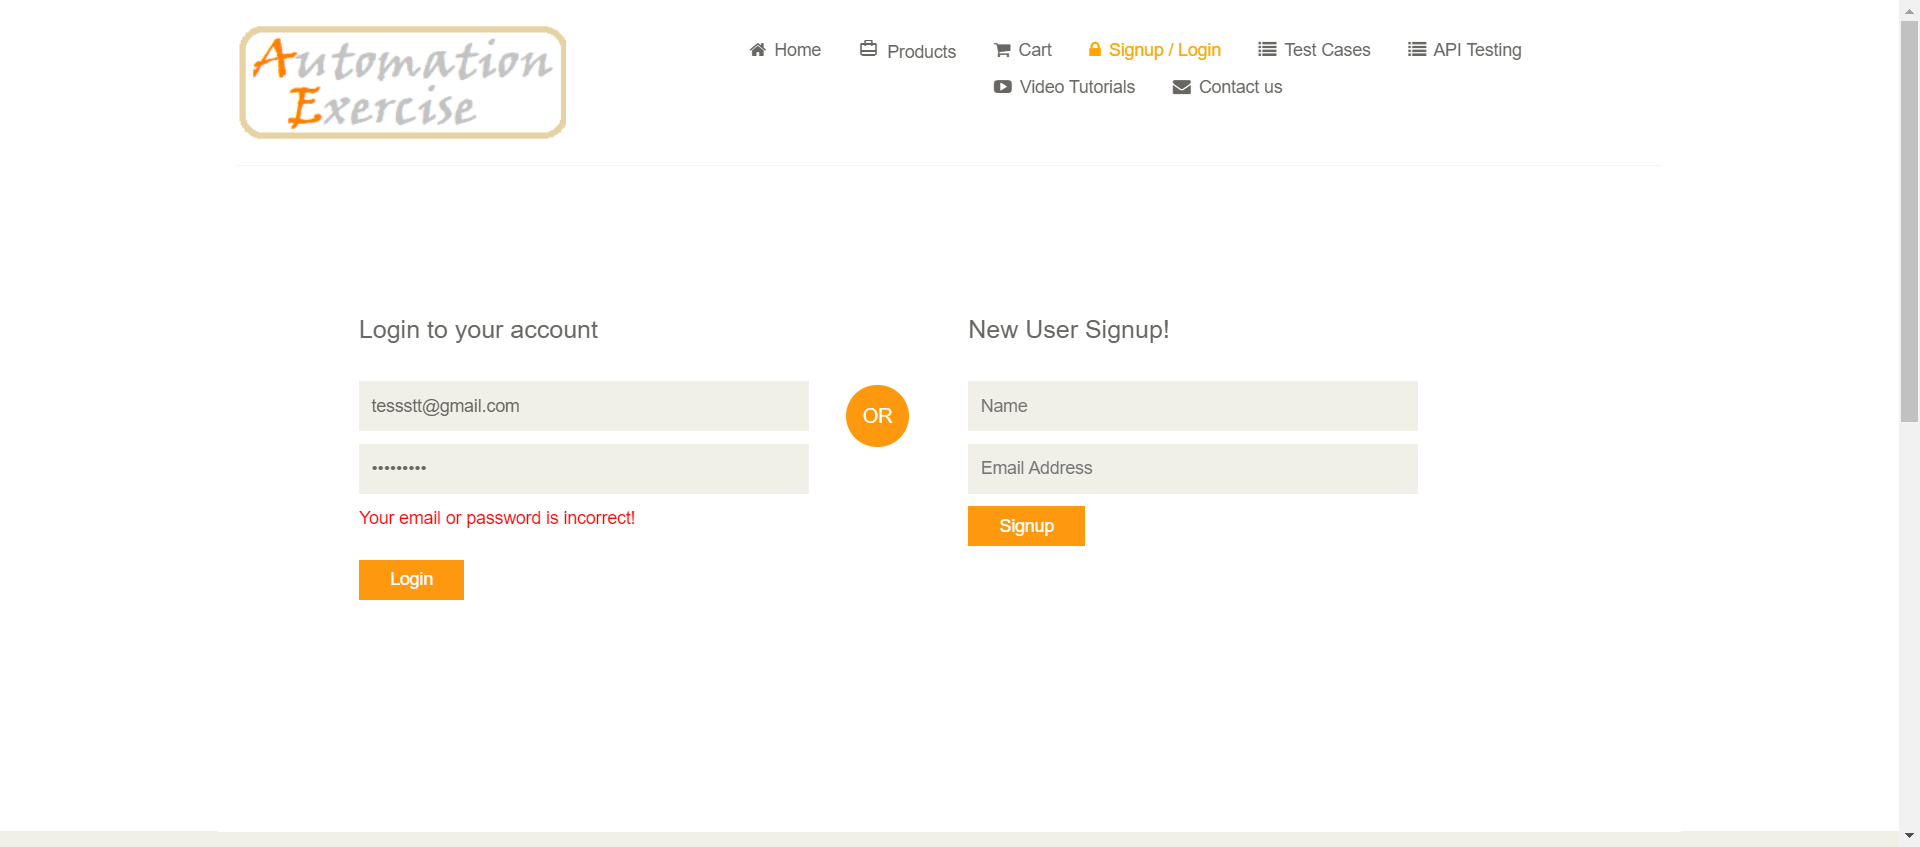 Automation
Exercise
Home Products Cart Signup / Login Test Cases API Testing
Video Tutorials Contact us
Login to your account
tessstt@gmail.com
•••••••••
Your email or password is incorrect!
Login
OR
New User Signup!
Name
Email Address
Signup